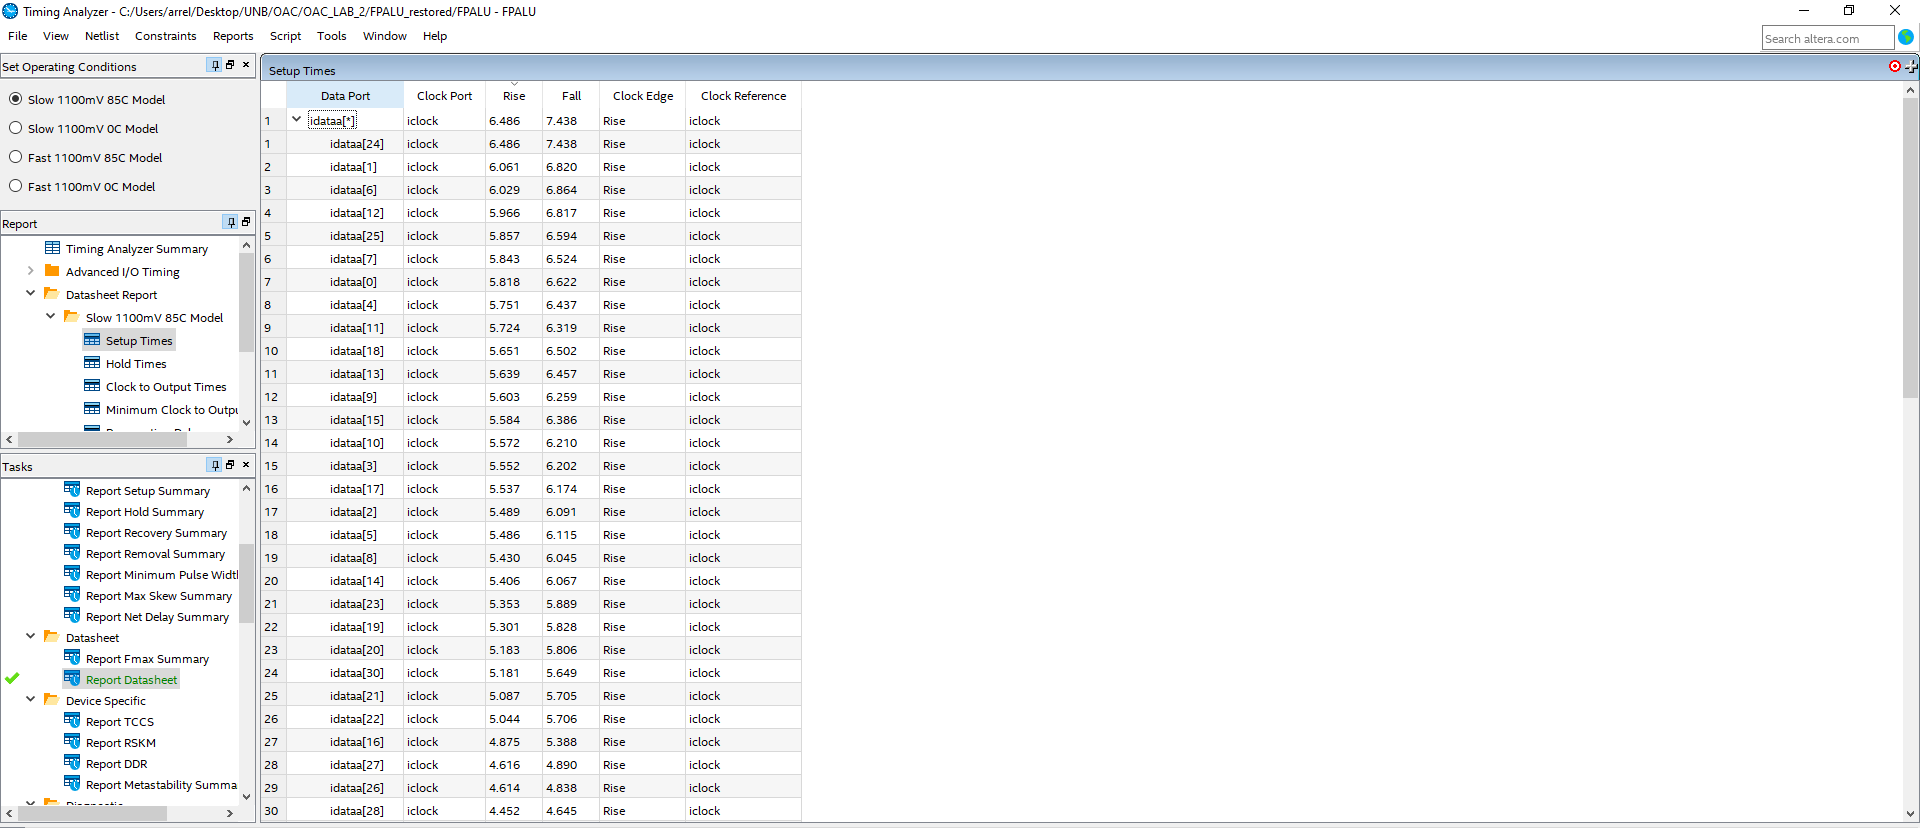 Timing Analyzer - C:/Users/arrel/Desktop/UNB/OAC/OAC_LAB_2/FPALU_restored/FPALU - FPALU
File View Netlist Constraints Reports Script Tools Window Help
Search altera.com
Set Operating Conditions
Slow 1100mV 85C Model
Slow 1100mV 0C Model
Fast 1100mV 85C Model
Fast 1100mV 0C Model
Report
Timing Analyzer Summary
Advanced I/O Timing
Datasheet Report
Slow 1100mV 85C Model
Setup Times
Hold Times
Clock to Output Times
Minimum Clock to Outpu
Tasks
Report Setup Summary
Report Hold Summary
Report Recovery Summary
Report Removal Summary
Report Minimum Pulse Widt
Report Max Skew Summary
Report Net Delay Summary
Datasheet
Report Fmax Summary
Report Datasheet
Device Specific
Report TCCS
Report RSKM
Report DDR
Report Metastability Summa
Setup Times
Data Port Clock Port Rise Fall Clock Edge Clock Reference
1 idataa[*] iclock 6.486 7.438 Rise iclock
1 idataa[24] iclock 6.486 7.438 Rise iclock
2 idataa[1] iclock 6.061 6.820 Rise iclock
3 idataa[6] iclock 6.029 6.864 Rise iclock
4 idataa[12] iclock 5.966 6.817 Rise iclock
5 idataa[25] iclock 5.857 6.594 Rise iclock
6 idataa[7] iclock 5.843 6.524 Rise iclock
7 idataa[0] iclock 5.818 6.622 Rise iclock
8 idataa[4] iclock 5.751 6.437 Rise iclock
9 idataa[11] iclock 5.724 6.319 Rise iclock
10 idataa[18] iclock 5.651 6.502 Rise iclock
11 idataa[13] iclock 5.639 6.457 Rise iclock
12 idataa[9] iclock 5.603 6.259 Rise iclock
13 idataa[15] iclock 5.584 6.386 Rise iclock
14 idataa[10] iclock 5.572 6.210 Rise iclock
15 idataa[3] iclock 5.552 6.202 Rise iclock
16 idataa[17] iclock 5.537 6.174 Rise iclock
17 idataa[2] iclock 5.489 6.091 Rise iclock
18 idataa[5] iclock 5.486 6.115 Rise iclock
19 idataa[8] iclock 5.430 6.045 Rise iclock
20 idataa[14] iclock 5.406 6.067 Rise iclock
21 idataa[23] iclock 5.353 5.889 Rise iclock
22 idataa[19] iclock 5.301 5.828 Rise iclock
23 idataa[20] iclock 5.183 5.806 Rise iclock
24 idataa[30] iclock 5.181 5.649 Rise iclock
25 idataa[21] iclock 5.087 5.705 Rise iclock
26 idataa[22] iclock 5.044 5.706 Rise iclock
27 idataa[16] iclock 4.875 5.388 Rise iclock
28 idataa[27] iclock 4.616 4.890 Rise iclock
29 idataa[26] iclock 4.614 4.838 Rise iclock
30 idataa[28] iclock 4.452 4.645 Rise iclock